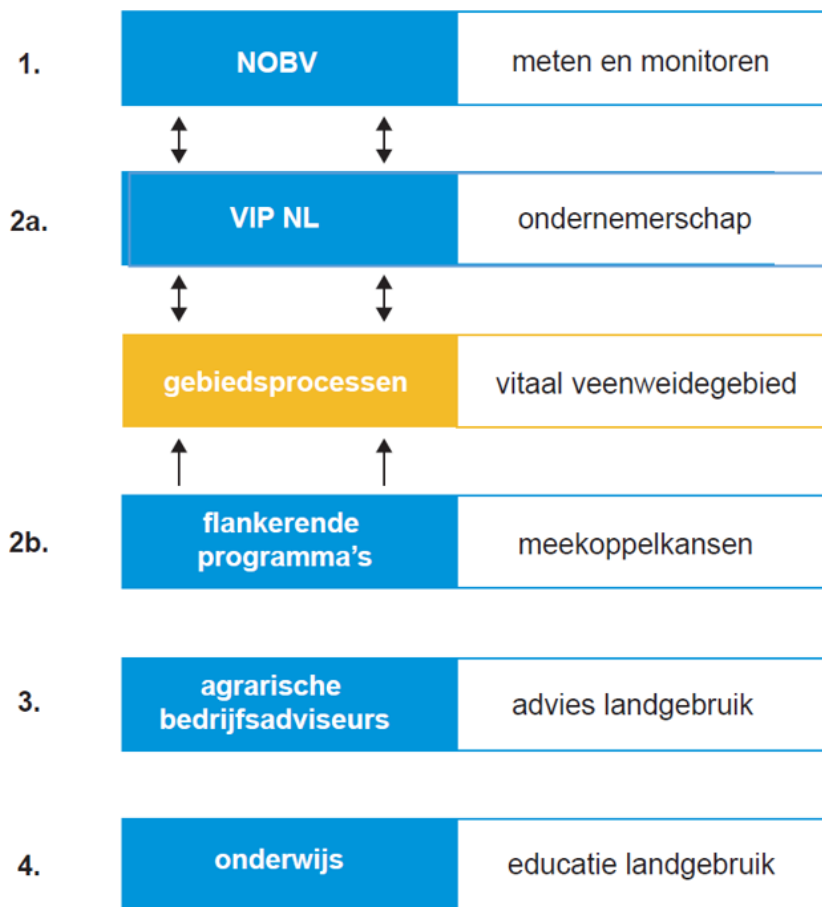 1. NOBV meten en monitoren
2a. VIP NL ondernemerschap
gebiedsprocessen vitaal veenweidegebied
2b. flankerende
programma's meekoppelkansen
3. agrarische
bedrijfsadviseurs advies landgebruik
4. onderwijs educatie landgebruik